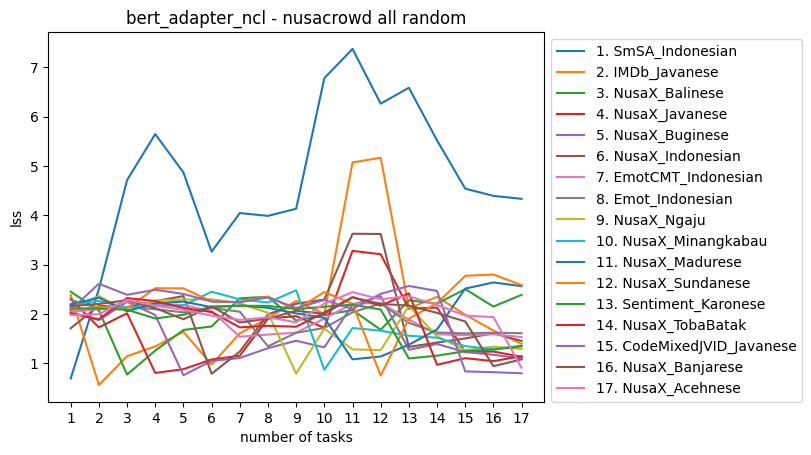 bert_adapter_ncl - nusacrowd all random
lss
7
6
5
4
3
2
1
1 2 3 4 5 6 7 8 9 10 11 12 13 14 15 16 17
number of tasks
1. SmSA_Indonesian
2. IMDb_Javanese
3. NusaX_Balinese
4. NusaX_Javanese
5. NusaX_Buginese
6. NusaX_Indonesian
7. EmotCMT_Indonesian
8. Emot_Indonesian
9. NusaX_Ngaju
10. NusaX_Minangkabau
11. NusaX_Madurese
12. NusaX_Sundanese
13. Sentiment_Karonese
14. NusaX_TobaBatak
15. CodeMixedJVID_Javanese
16. NusaX_Banjarese
17. NusaX_Acehnese